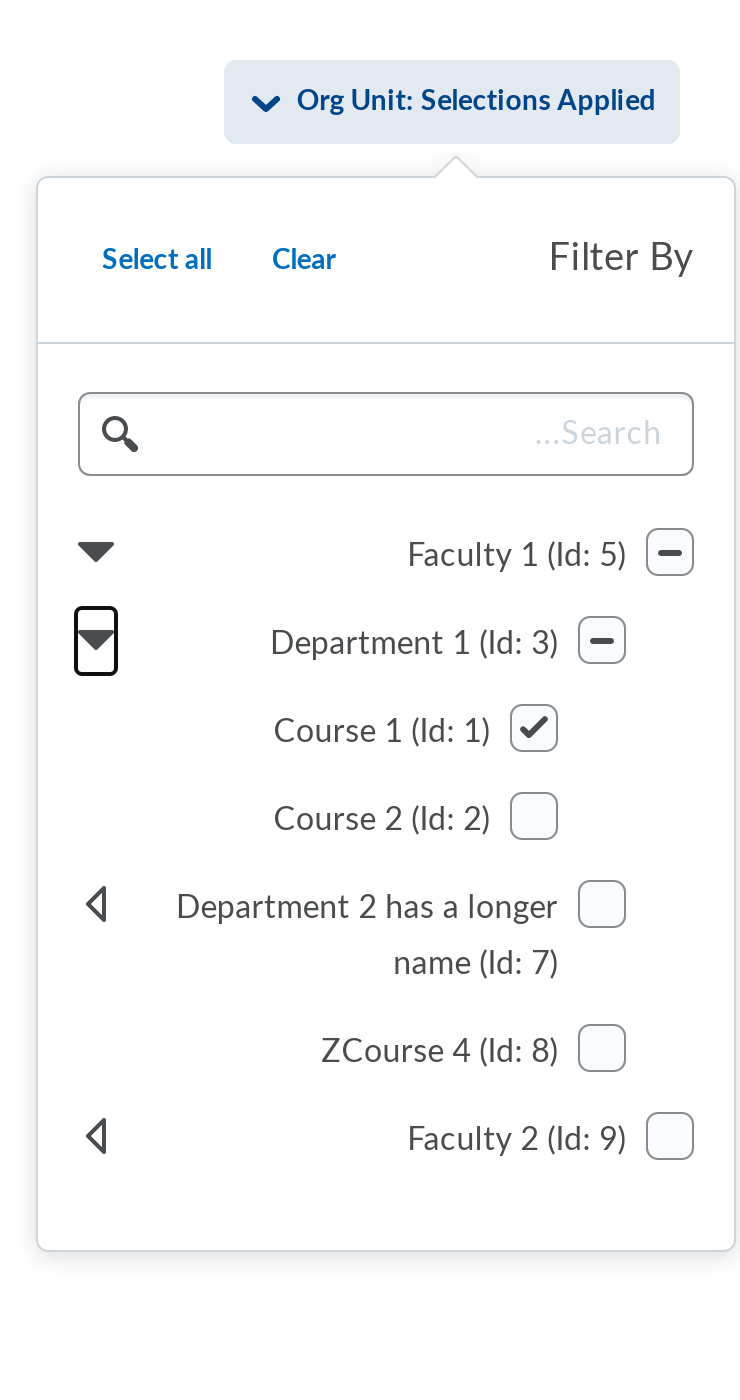 Org Unit: Selections Applied
Filter By
Select all
Clear
...Search
Faculty 1 (Id: 5)
Department 1 (Id: 3)
Course 1 (Id: 1)
Course 2 (Id: 2)
Department 2 has a longer
name (Id: 7)
ZCourse 4 (Id: 8)
Faculty 2 (Id: 9)